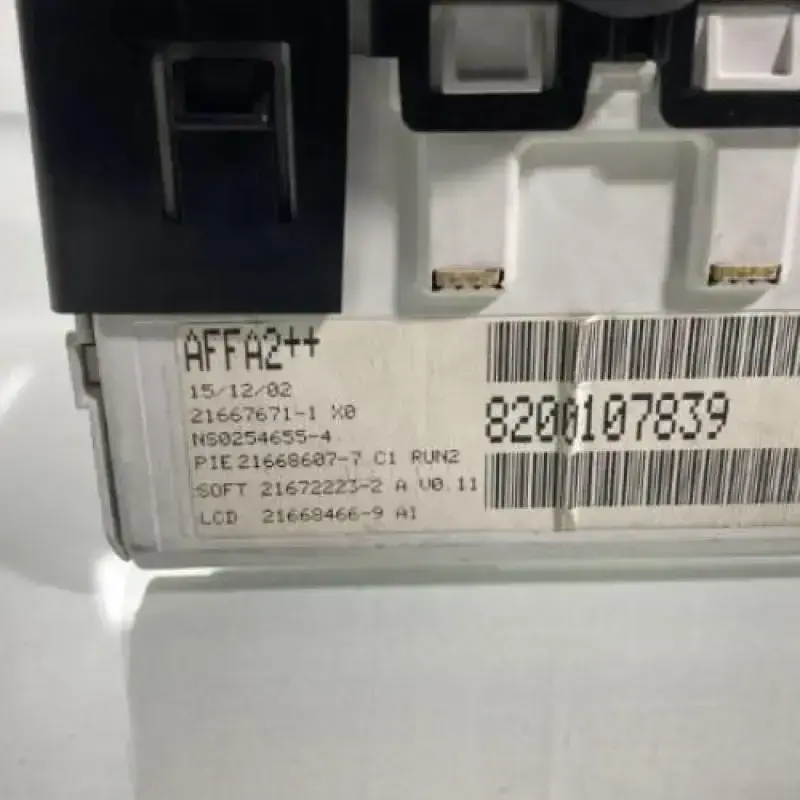 AFFA2++
15/12/02
21667671-1 X0
NS0254655-4
PIE 21668607-7 C1 RUN2
SOFT 21672223-2 A V0.11
LCD 21668466-9 A1
8200107839